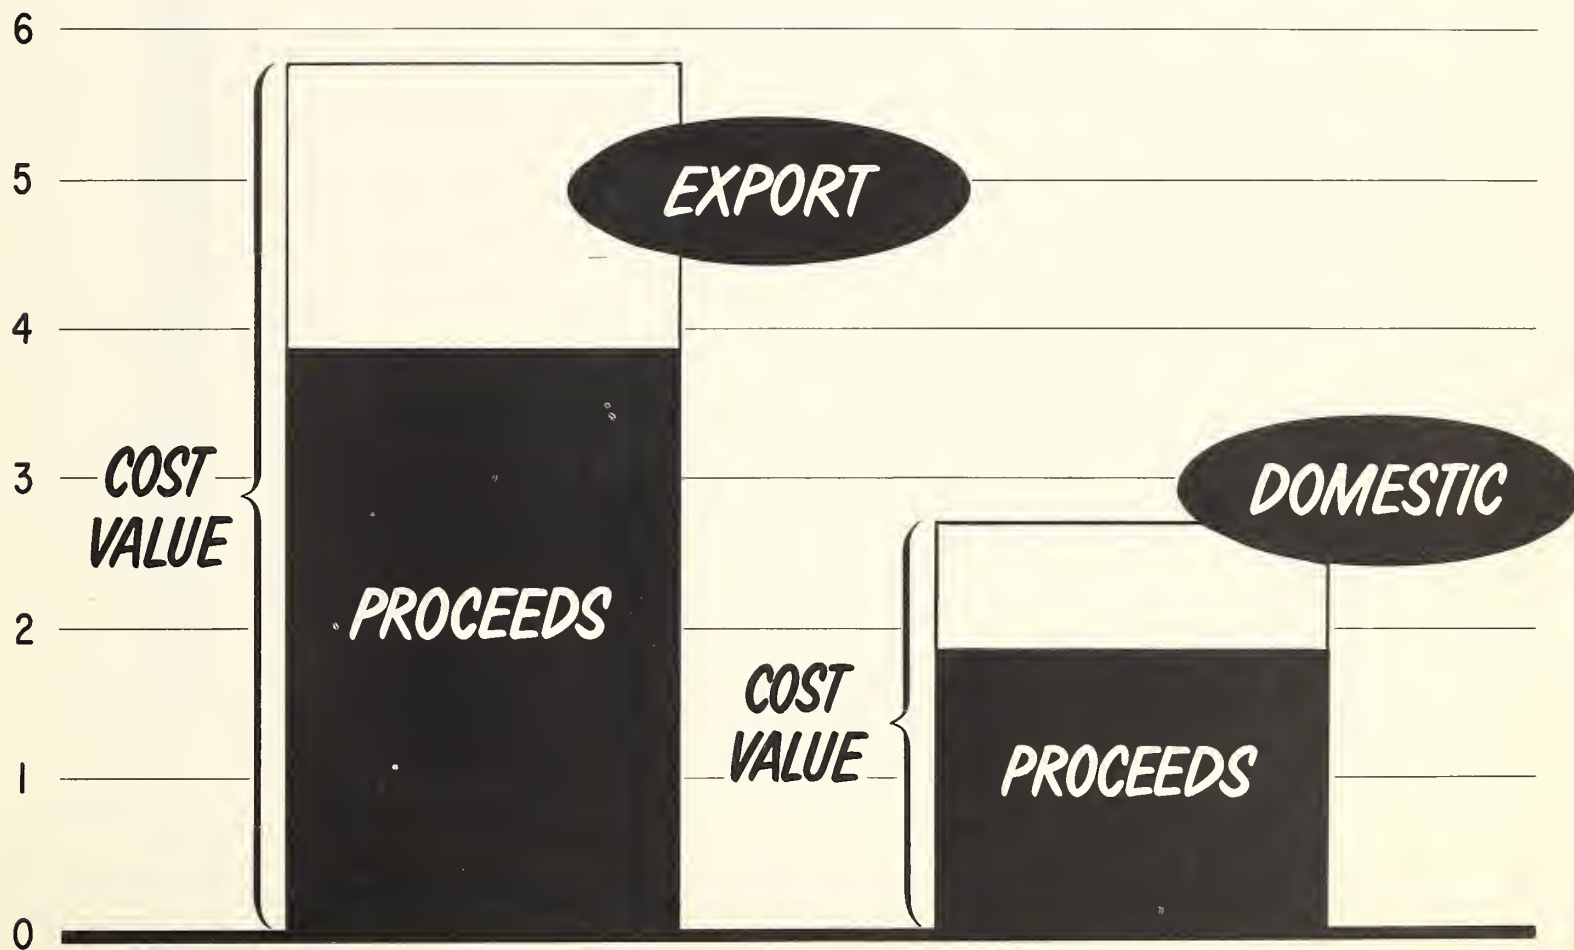 6
5
4
3
2
1
0
EXPORT
COST
VALUE
PROCEEDS
DOMESTIC
COST
VALUE
PROCEEDS